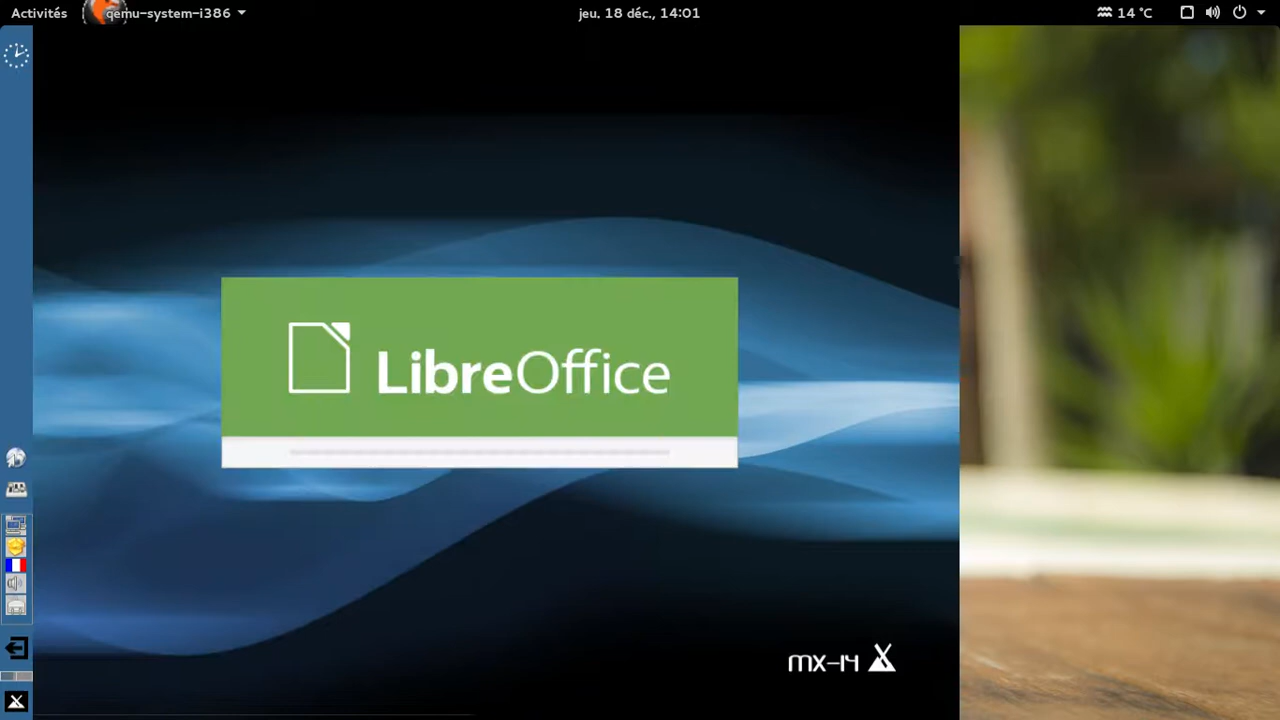 Activités
qemu-system-i386
jeu. 18 déc., 14:01
14 °C
LibreOffice
mx-14